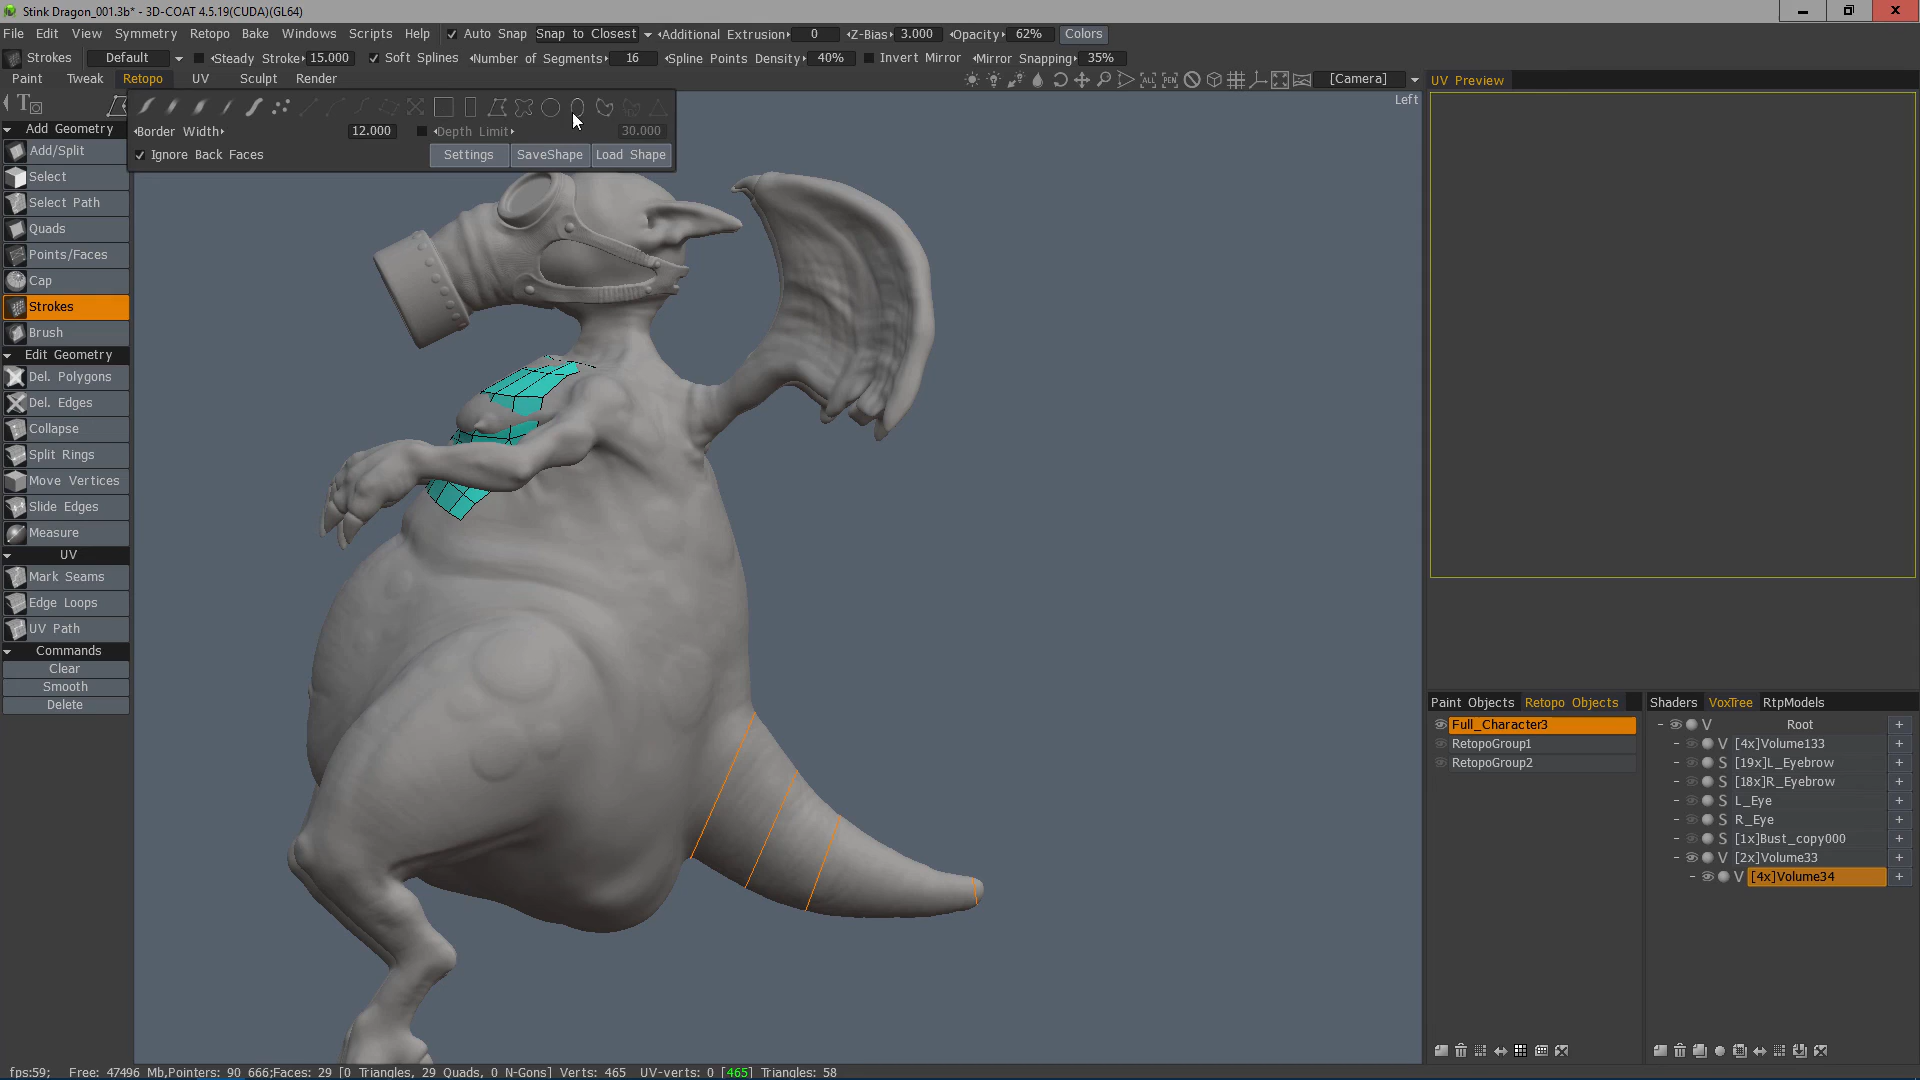 Stink Dragon_001.3b* - 3D-COAT 4.5.19(CUDA)(GL64)
File Edit View Symmetry Retopo Bake Windows Scripts Help Auto Snap Snap to Closest Additional Extrusion 0 Z-Bias 3.000 Opacity 62% Colors
Strokes Default Steady Stroke 15.000 Soft Splines Number of Segments 16 Spline Points Density 40% Invert Mirror Mirror Snapping 35%
Paint Tweak Retopo UV Sculpt Render [Camera] UV Preview
Left
Border Width 12.000 Depth Limit 30.000
Ignore Back Faces Settings SaveShape Load Shape
Add Geometry
Add/Split
Select
Select Path
Quads
Points/Faces
Cap
Strokes
Brush
Edit Geometry
Del. Polygons
Del. Edges
Collapse
Split Rings
Move Vertices
Slide Edges
Measure
UV
Mark Seams
Edge Loops
UV Path
Commands
Clear
Smooth
Delete
Paint Objects Retopo Objects
Full_Character3
RetopoGroup1
RetopoGroup2
Shaders VoxTree RtpModels
V Root +
V [4x]Volume133 +
S [19x]L_Eyebrow +
S [18x]R_Eyebrow +
S L_Eye +
S R_Eye +
S [1x]Bust_copy000 +
V [2x]Volume33 +
V [4x]Volume34 +
fps:59; Free: 47496 Mb,Pointers: 90 666;Faces: 29 [0 Triangles, 29 Quads, 0 N-Gons] Verts: 465 UV-verts: 0 [465] Triangles: 58